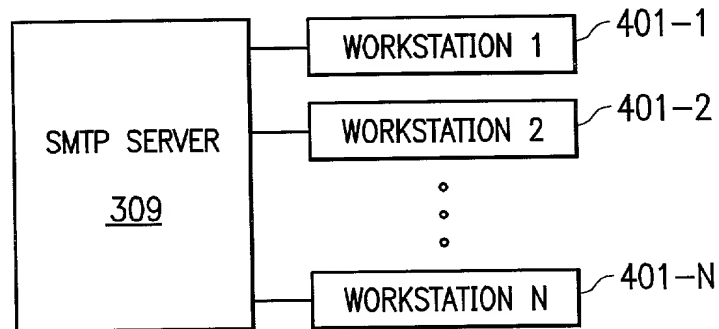 SMTP SERVER
309
WORKSTATION 1
401-1
WORKSTATION 2
401-2
WORKSTATION N
401-N